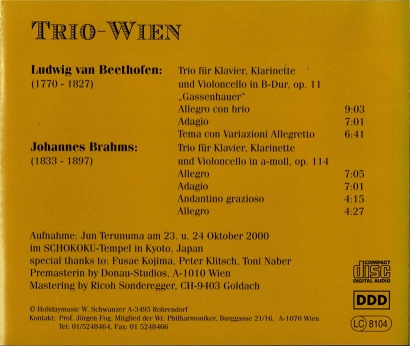 TRIO-WIEN
Ludwig van Beethofen: Trio für Klavier, Klarinette
(1770 - 1827) und Violoncello in B-Dur, op. 11
„Gassenhauer"
Allegro con brio 9:03
Adagio 7:01
Tema con Variazioni Allegretto 6:41
Johannes Brahms: Trio für Klavier, Klarinette
(1833 - 1897) und Violoncello in a-moll, op. 114
Allegro 7:05
Adagio 7:01
Andantino grazioso 4:15
Allegro 4:27
Aufnahme: Jun Terunuma am 23. u. 24 Oktober 2000
im SCHOKOKU-Tempel in Kyoto, Japan
special thanks to: Fusae Kojima, Peter Klitsch, Toni Naber
Premasterin by Donau-Studios, A-1010 Wien
Mastering by Ricoh Sonderegger, CH-9403 Goldach
COMPACT
disc
DIGITAL AUDIO
DDD
LC 8104
© Holidaymusic W. Schwanzer A-3495 Rohrendorf
Kontakt: Prof. Jörgen Fog, Mitglied der Wr. Philharmoniker, Burggasse 21/16, A-1070 Wien
Tel: 01/5248464, Fax. 01 5248466